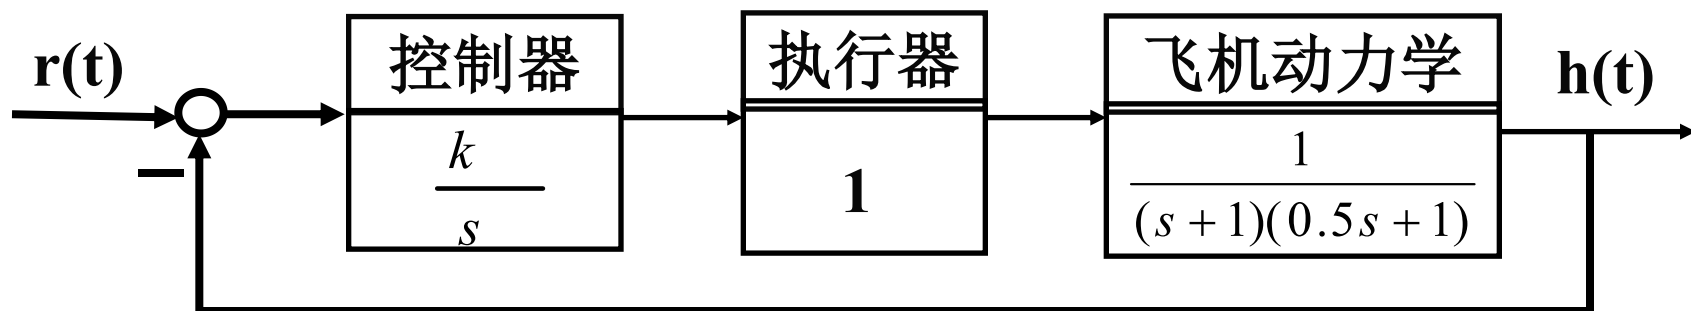 r(t)
控制器
k
s
执行器
1
飞机动力学
1
(s+1)(0.5s+1)
h(t)
−